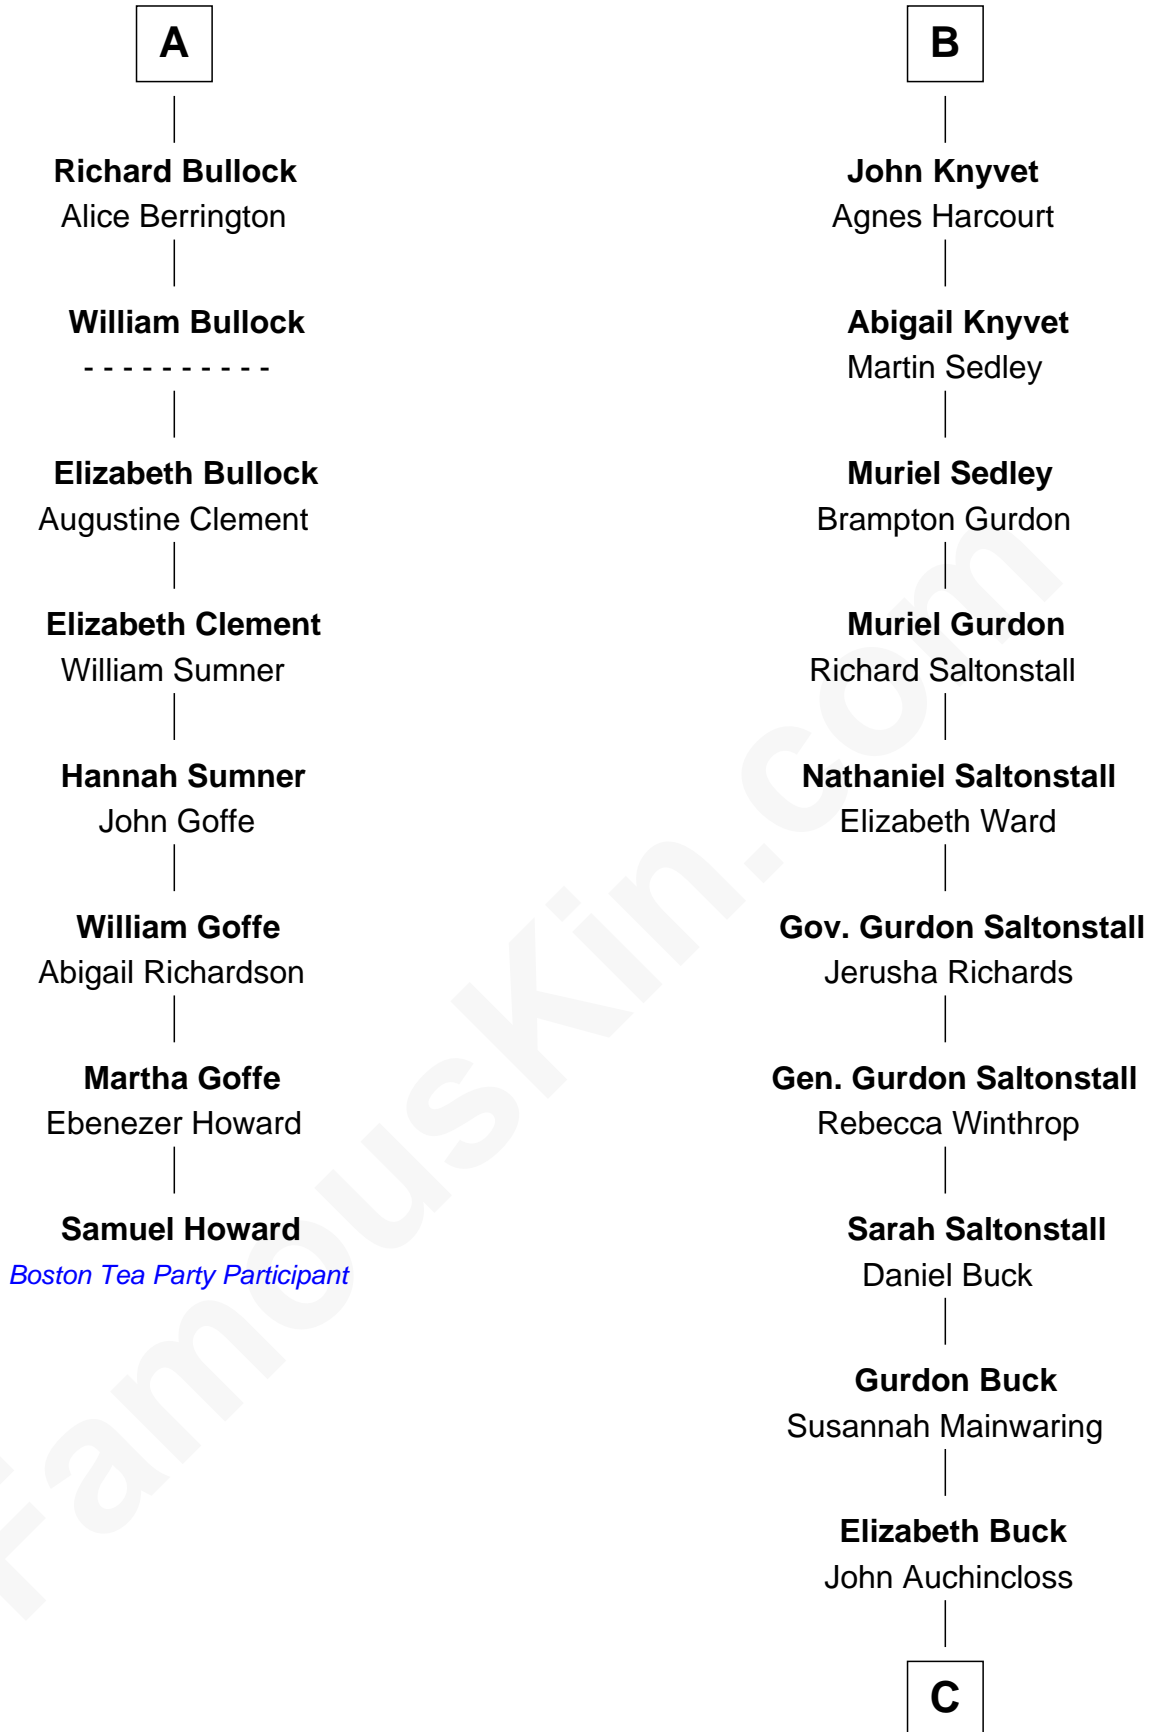 A
Richard Bullock
Alice Berrington
William Bullock
- - - - - - - - - -
Elizabeth Bullock
Augustine Clement
Elizabeth Clement
William Sumner
Hannah Sumner
John Goffe
William Goffe
Abigail Richardson
Martha Goffe
Ebenezer Howard
Samuel Howard
Boston Tea Party Participant
B
John Knyvet
Agnes Harcourt
Abigail Knyvet
Martin Sedley
Muriel Sedley
Brampton Gurdon
Muriel Gurdon
Richard Saltonstall
Nathaniel Saltonstall
Elizabeth Ward
Gov. Gurdon Saltonstall
Jerusha Richards
Gen. Gurdon Saltonstall
Rebecca Winthrop
Sarah Saltonstall
Daniel Buck
Gurdon Buck
Susannah Mainwaring
Elizabeth Buck
John Auchincloss
C
FamousKin.com